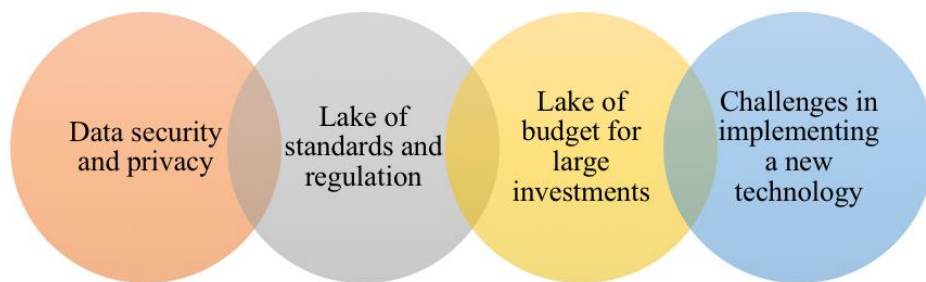 Data security
and privacy
Lake of
standards and
regulation
Lake of
budget for
large
investments
Challenges in
implementing
a new
technology